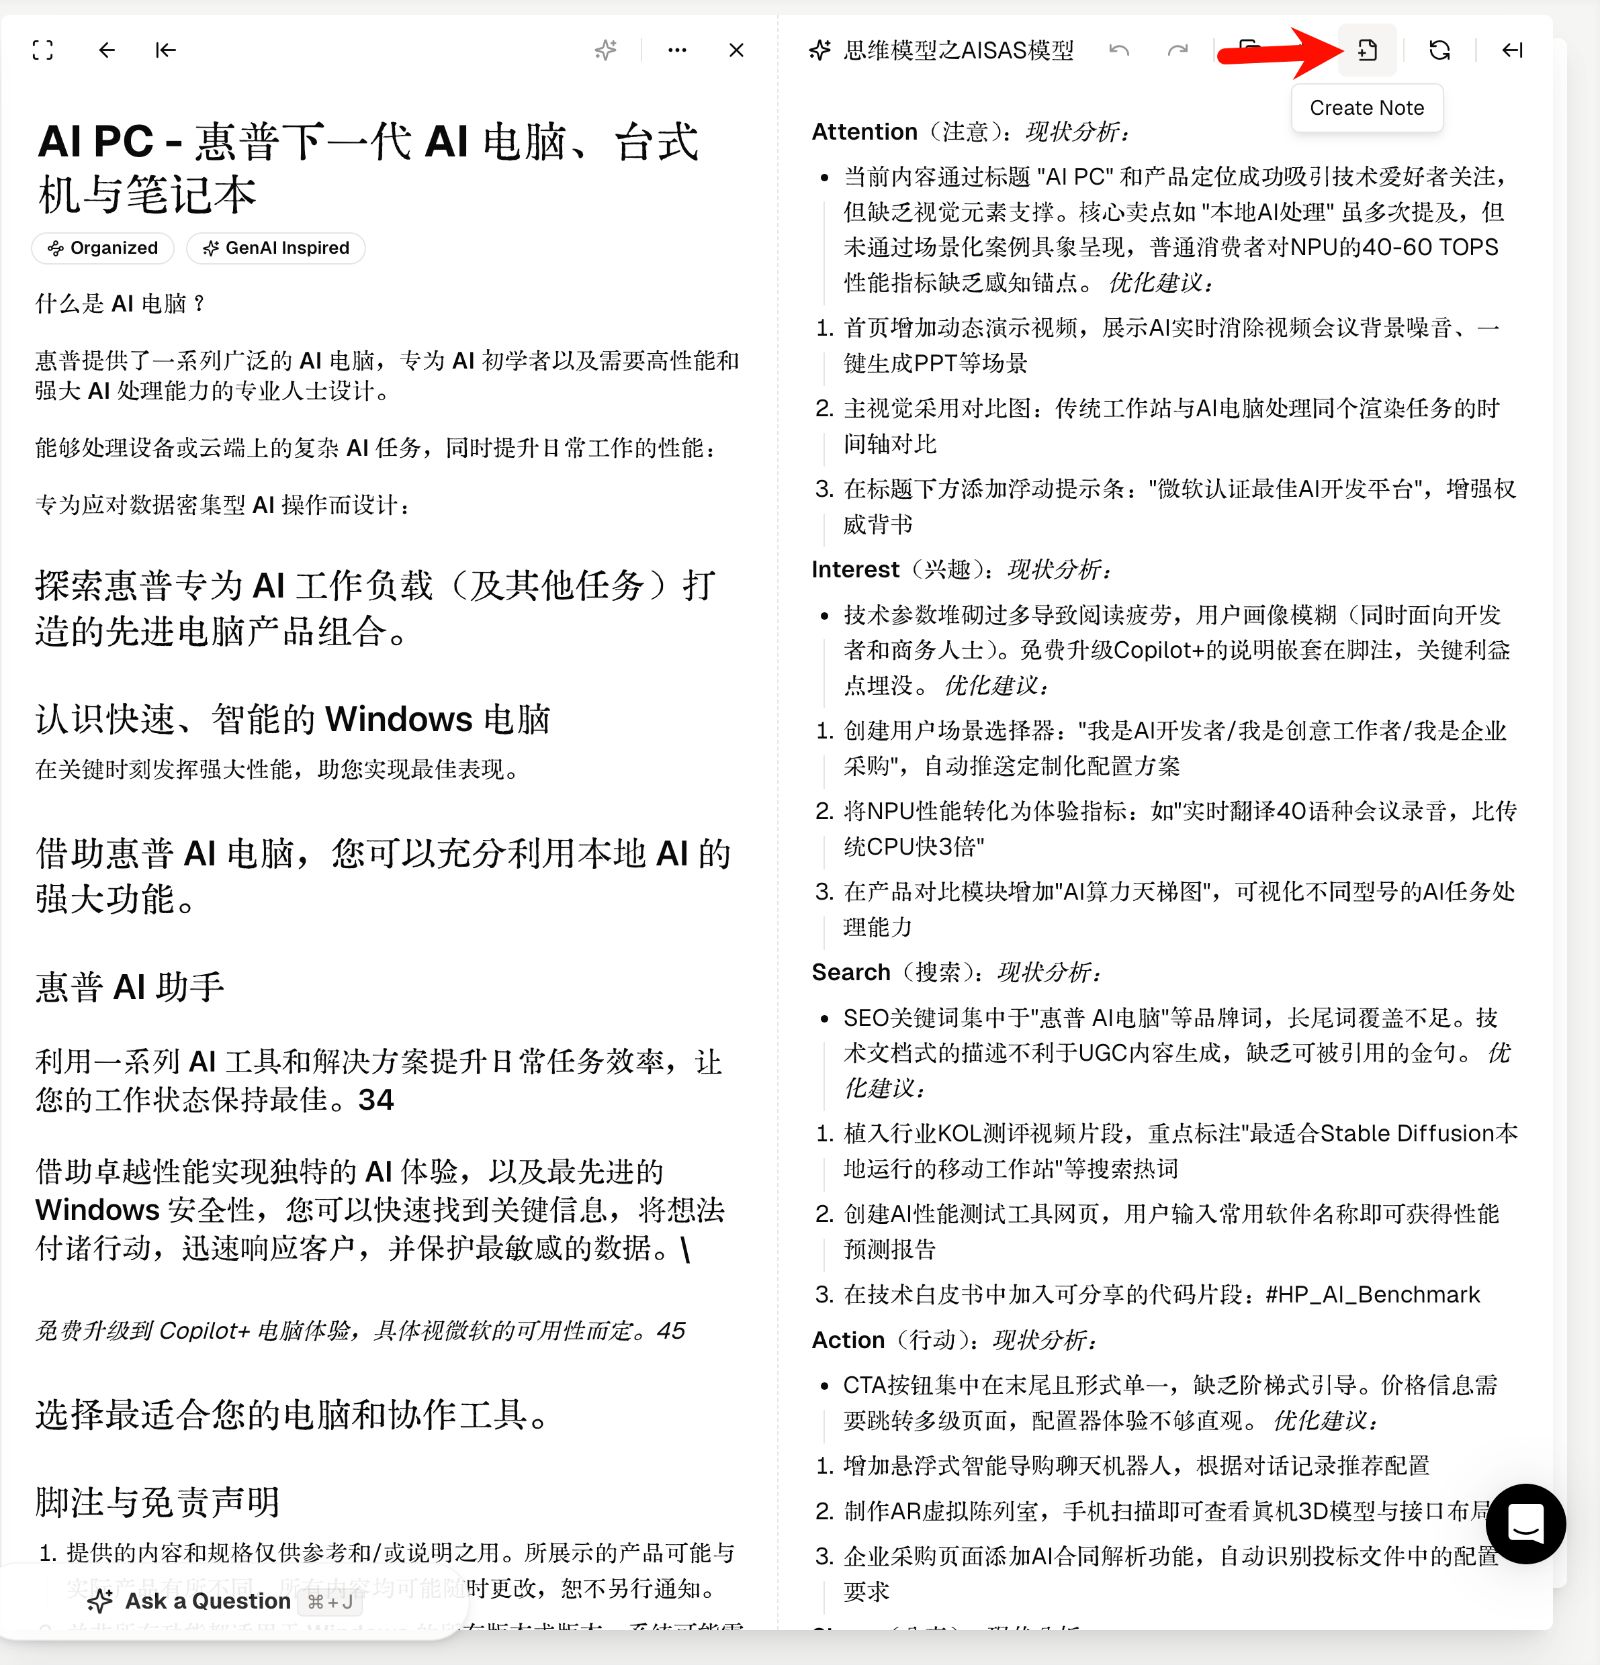 AI PC - 惠普下一代 AI 电脑、台式
机与笔记本
Organized
GenAI Inspired
什么是 AI 电脑？
惠普提供了一系列广泛的 AI 电脑，专为 AI 初学者以及需要高性能和
强大 AI 处理能力的专业人士设计。
能够处理设备或云端上的复杂 AI 任务，同时提升日常工作的性能：
专为应对数据密集型 AI 操作而设计：
探索惠普专为 AI 工作负载（及其他任务）打
造的先进电脑产品组合。
认识快速、智能的 Windows 电脑
在关键时刻发挥强大性能，助您实现最佳表现。
借助惠普 AI 电脑，您可以充分利用本地 AI 的
强大功能。
惠普 AI 助手
利用一系列 AI 工具和解决方案提升日常任务效率，让
您的工作状态保持最佳。34
借助卓越性能实现独特的 AI 体验，以及最先进的
Windows 安全性，您可以快速找到关键信息，将想法
付诸行动，迅速响应客户，并保护最敏感的数据。\
免费升级到 Copilot+ 电脑体验，具体视微软的可用性而定。45
选择最适合您的电脑和协作工具。
脚注与免责声明
1. 提供的内容和规格仅供参考和/或说明之用。所展示的产品可能与
实际产品有所不同。所有内容均可能随时更改，恕不另行通知。
Ask a Question ⌘+J
思维模型之AISAS模型
Create Note
Attention（注意）：现状分析：
• 当前内容通过标题 "AI PC" 和产品定位成功吸引技术爱好者关注，
但缺乏视觉元素支撑。核心卖点如 "本地AI处理" 虽多次提及，但
未通过场景化案例具象呈现，普通消费者对NPU的40-60 TOPS
性能指标缺乏感知锚点。 优化建议：
1. 首页增加动态演示视频，展示AI实时消除视频会议背景噪音、一
键生成PPT等场景
2. 主视觉采用对比图：传统工作站与AI电脑处理同个渲染任务的时
间轴对比
3. 在标题下方添加浮动提示条："微软认证最佳AI开发平台"，增强权
威背书
Interest（兴趣）：现状分析：
• 技术参数堆砌过多导致阅读疲劳，用户画像模糊（同时面向开发
者和商务人士）。免费升级Copilot+的说明嵌套在脚注，关键利益
点埋没。 优化建议：
1. 创建用户场景选择器："我是AI开发者/我是创意工作者/我是企业
采购"，自动推送定制化配置方案
2. 将NPU性能转化为体验指标：如"实时翻译40语种会议录音，比传
统CPU快3倍"
3. 在产品对比模块增加"AI算力天梯图"，可视化不同型号的AI任务处
理能力
Search（搜索）：现状分析：
• SEO关键词集中于"惠普 AI电脑"等品牌词，长尾词覆盖不足。技
术文档式的描述不利于UGC内容生成，缺乏可被引用的金句。 优
化建议：
1. 植入行业KOL测评视频片段，重点标注"最适合Stable Diffusion本
地运行的移动工作站"等搜索热词
2. 创建AI性能测试工具网页，用户输入常用软件名称即可获得性能
预测报告
3. 在技术白皮书中加入可分享的代码片段：#HP_AI_Benchmark
Action（行动）：现状分析：
• CTA按钮集中在末尾且形式单一，缺乏阶梯式引导。价格信息需
要跳转多级页面，配置器体验不够直观。 优化建议：
1. 增加悬浮式智能导购聊天机器人，根据对话记录推荐配置
2. 制作AR虚拟陈列室，手机扫描即可查看真机3D模型与接口布局
3. 企业采购页面添加AI合同解析功能，自动识别投标文件中的配置
要求